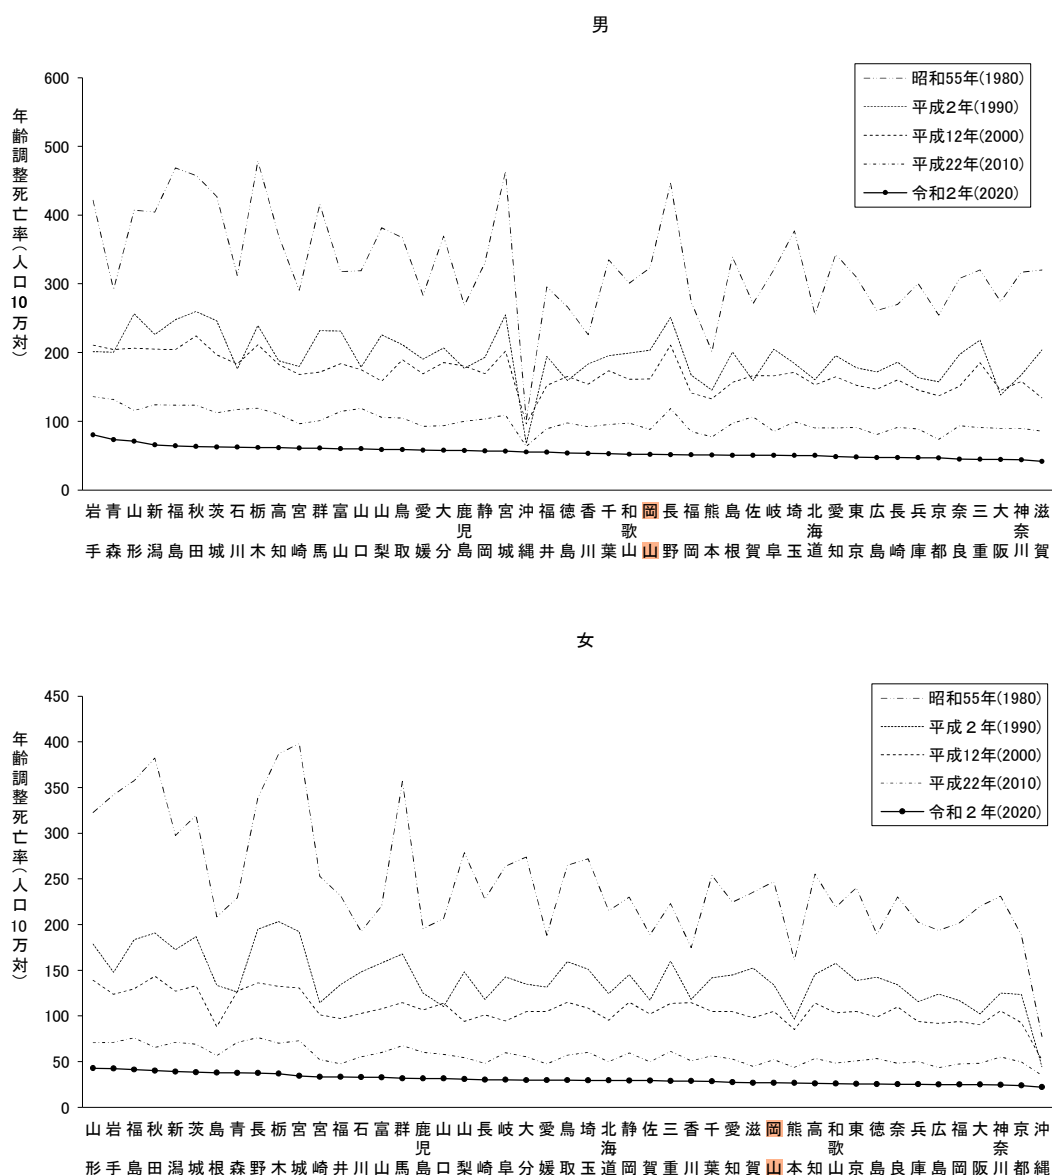 男
年齢調整死亡率(人口10万対)
600
500
400
300
200
100
0
昭和55年(1980)
平成2年(1990)
平成12年(2000)
平成22年(2010)
令和2年(2020)
岩手
青森
山形
新潟
福島
秋田
茨城
石川
栃木
高知
宮崎
群馬
富山
山口
山梨
鳥取
愛媛
大分
鹿児島
静岡
宮城
沖縄
福井
徳島
香川
千葉
和歌山
岡山
長野
福岡
熊本
島根
佐賀
岐阜
埼玉
北海道
愛知
東京
広島
長崎
兵庫
京都
奈良
三重
大阪
神奈川
滋賀
女
年齢調整死亡率(人口10万対)
450
400
350
300
250
200
150
100
50
0
昭和55年(1980)
平成2年(1990)
平成12年(2000)
平成22年(2010)
令和2年(2020)
山形
岩手
福島
秋田
新潟
茨城
島根
青森
長野
栃木
宮城
宮崎
福井
石川
富山
群馬
鹿児島
山口
山梨
長崎
岐阜
大分
愛媛
鳥取
埼玉
北海道
静岡
佐賀
三重
香川
千葉
愛知
滋賀
岡山
熊本
高知
和歌山
東京
徳島
奈良
兵庫
広島
福岡
大阪
神奈川
京都
沖縄